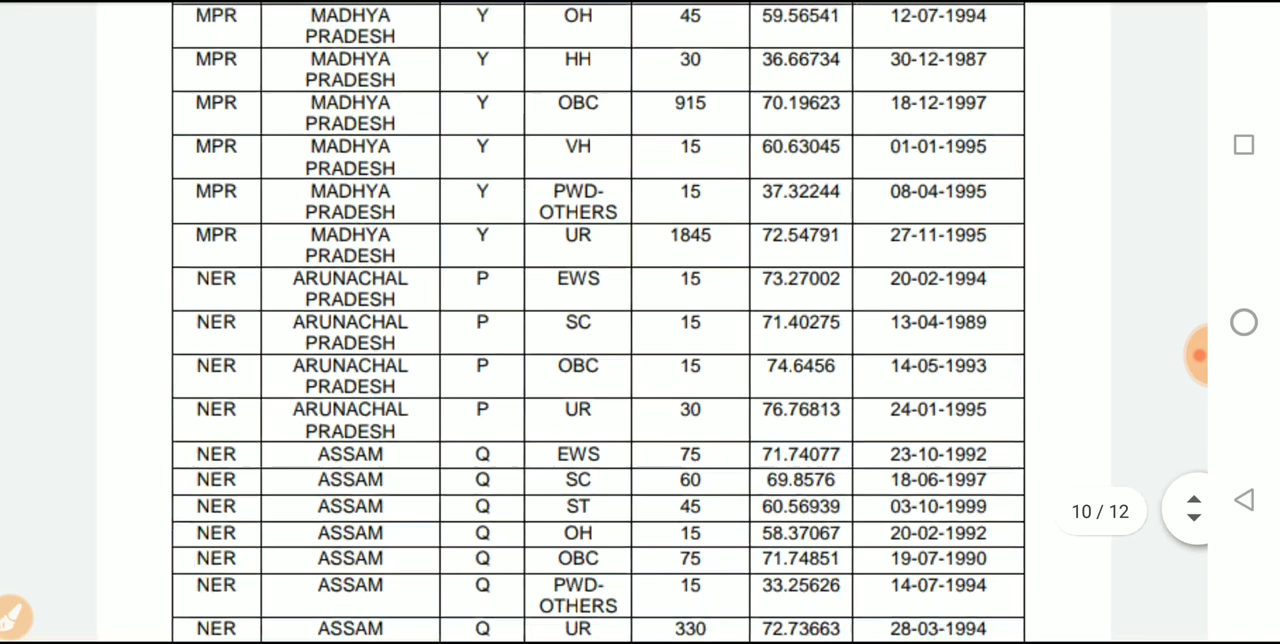 MPR MADHYA PRADESH Y OH 45 59.56541 12-07-1994
MPR MADHYA PRADESH Y HH 30 36.66734 30-12-1987
MPR MADHYA PRADESH Y OBC 915 70.19623 18-12-1997
MPR MADHYA PRADESH Y VH 15 60.63045 01-01-1995
MPR MADHYA PRADESH Y PWD-OTHERS 15 37.32244 08-04-1995
MPR MADHYA PRADESH Y UR 1845 72.54791 27-11-1995
NER ARUNACHAL PRADESH P EWS 15 73.27002 20-02-1994
NER ARUNACHAL PRADESH P SC 15 71.40275 13-04-1989
NER ARUNACHAL PRADESH P OBC 15 74.6456 14-05-1993
NER ARUNACHAL PRADESH P UR 30 76.76813 24-01-1995
NER ASSAM Q EWS 75 71.74077 23-10-1992
NER ASSAM Q SC 60 69.8576 18-06-1997
NER ASSAM Q ST 45 60.56939 03-10-1999
NER ASSAM Q OH 15 58.37067 20-02-1992
NER ASSAM Q OBC 75 71.74851 19-07-1990
NER ASSAM Q PWD-OTHERS 15 33.25626 14-07-1994
NER ASSAM Q UR 330 72.73663 28-03-1994
10 / 12